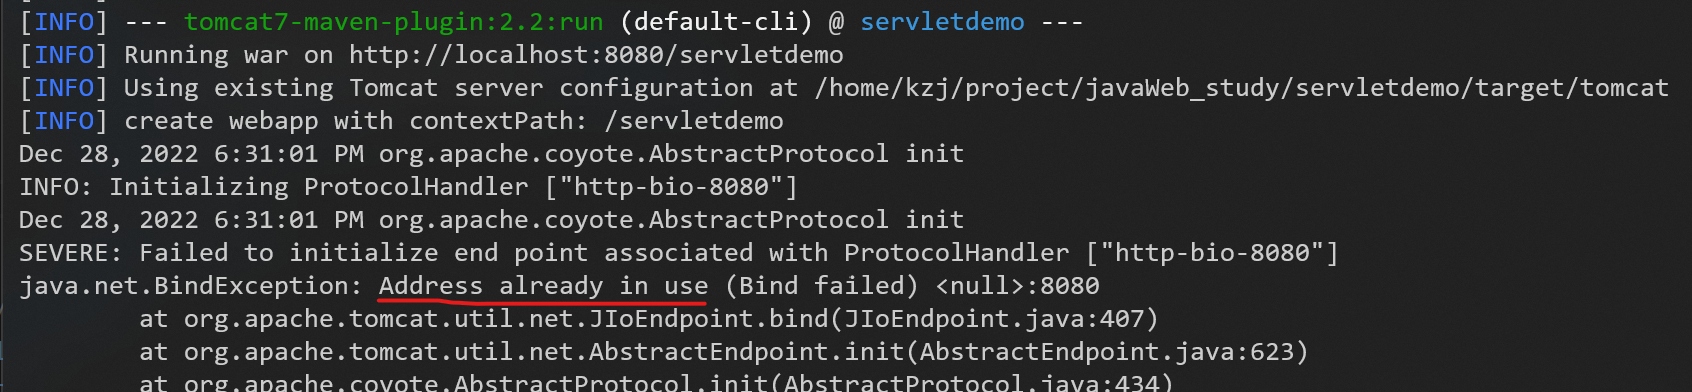 [INFO] --- tomcat7-maven-plugin:2.2:run (default-cli) @ servletdemo ---
[INFO] Running war on http://localhost:8080/servletdemo
[INFO] Using existing Tomcat server configuration at /home/kzj/project/javaWeb_study/servletdemo/target/tomcat
[INFO] create webapp with contextPath: /servletdemo
Dec 28, 2022 6:31:01 PM org.apache.coyote.AbstractProtocol init
INFO: Initializing ProtocolHandler ["http-bio-8080"]
Dec 28, 2022 6:31:01 PM org.apache.coyote.AbstractProtocol init
SEVERE: Failed to initialize end point associated with ProtocolHandler ["http-bio-8080"]
java.net.BindException: Address already in use (Bind failed) <null>:8080
at org.apache.tomcat.util.net.JIoEndpoint.bind(JIoEndpoint.java:407)
at org.apache.tomcat.util.net.AbstractEndpoint.init(AbstractEndpoint.java:623)
at org.apache.coyote.AbstractProtocol.init(AbstractProtocol.java:434)